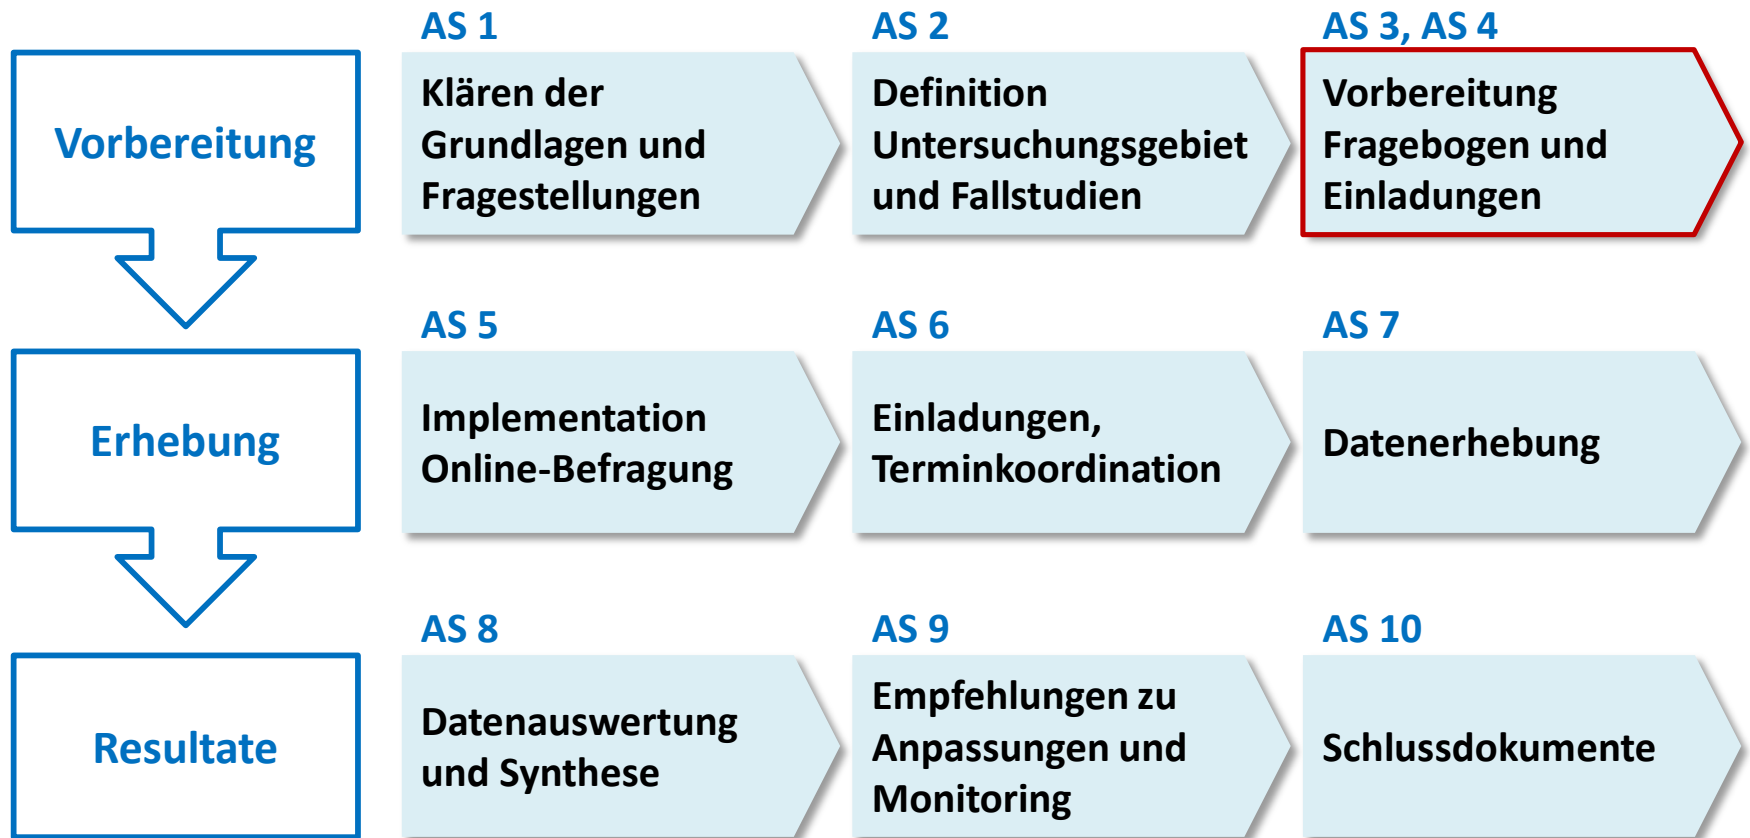 Vorbereitung
AS 1
Klären der
Grundlagen und
Fragestellungen
AS 2
Definition
Untersuchungsgebiet
und Fallstudien
AS 3, AS 4
Vorbereitung
Fragebogen und
Einladungen
Erhebung
AS 5
Implementation
Online-Befragung
AS 6
Einladungen,
Terminkoordination
AS 7
Datenerhebung
Resultate
AS 8
Datenauswertung
und Synthese
AS 9
Empfehlungen zu
Anpassungen und
Monitoring
AS 10
Schlussdokumente